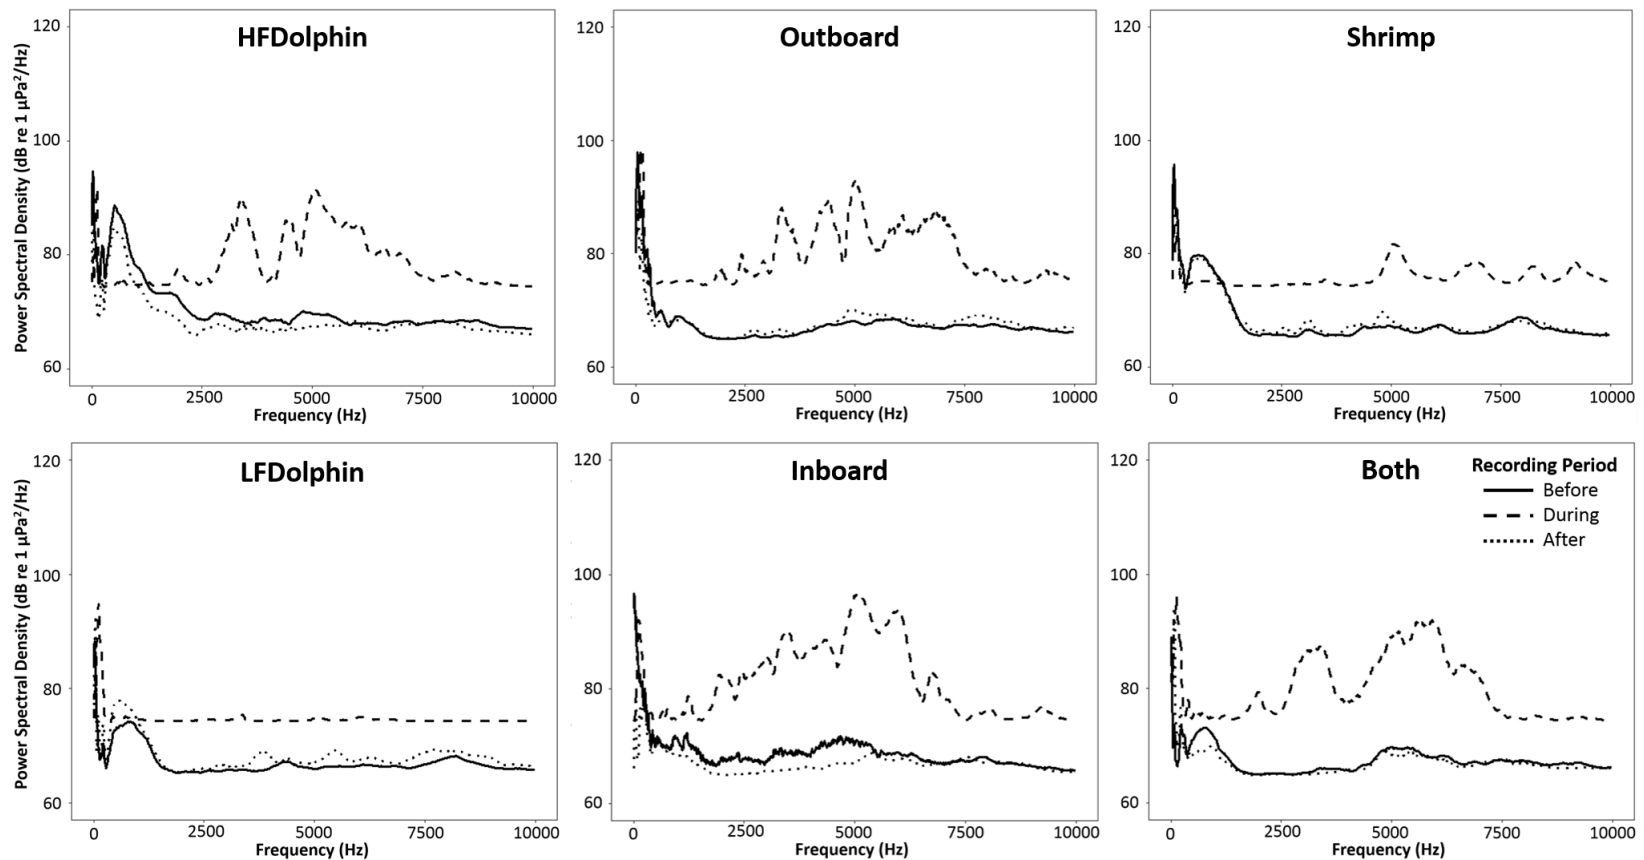 HFDolphin
Power Spectral Density (dB re 1 µPa²/Hz)
120
100
80
60
0 2500 5000 7500 10000
Frequency (Hz)
Outboard
120
100
80
60
0 2500 5000 7500 10000
Frequency (Hz)
Shrimp
120
100
80
60
0 2500 5000 7500 10000
Frequency (Hz)
LFDolphin
Power Spectral Density (dB re 1 µPa²/Hz)
120
100
80
60
0 2500 5000 7500 10000
Frequency (Hz)
Inboard
120
100
80
60
0 2500 5000 7500 10000
Frequency (Hz)
Both
Recording Period
Before
During
After
120
100
80
60
0 2500 5000 7500 10000
Frequency (Hz)